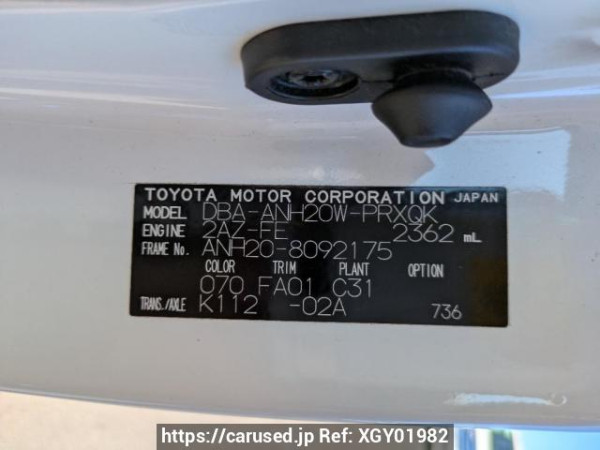 TOYOTA MOTOR CORPORATION JAPAN
MODEL DBA-ANH20W-PRXQK
ENGINE 2AZ-FE 2362 mL
FRAME No. ANH20-8092175
COLOR TRIM PLANT OPTION
070 FA01 C31
TRANS./AXLE K112 -02A 736
https://carused.jp Ref: XGY01982